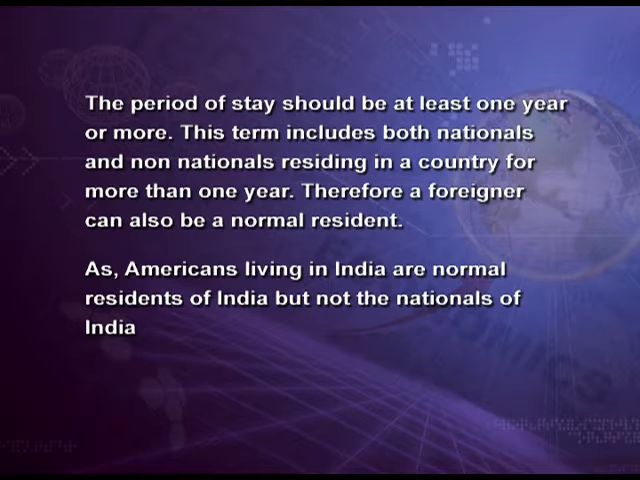 The period of stay should be at least one year
or more. This term includes both nationals
and non nationals residing in a country for
more than one year. Therefore a foreigner
can also be a normal resident.
As, Americans living in India are normal
residents of India but not the nationals of
India